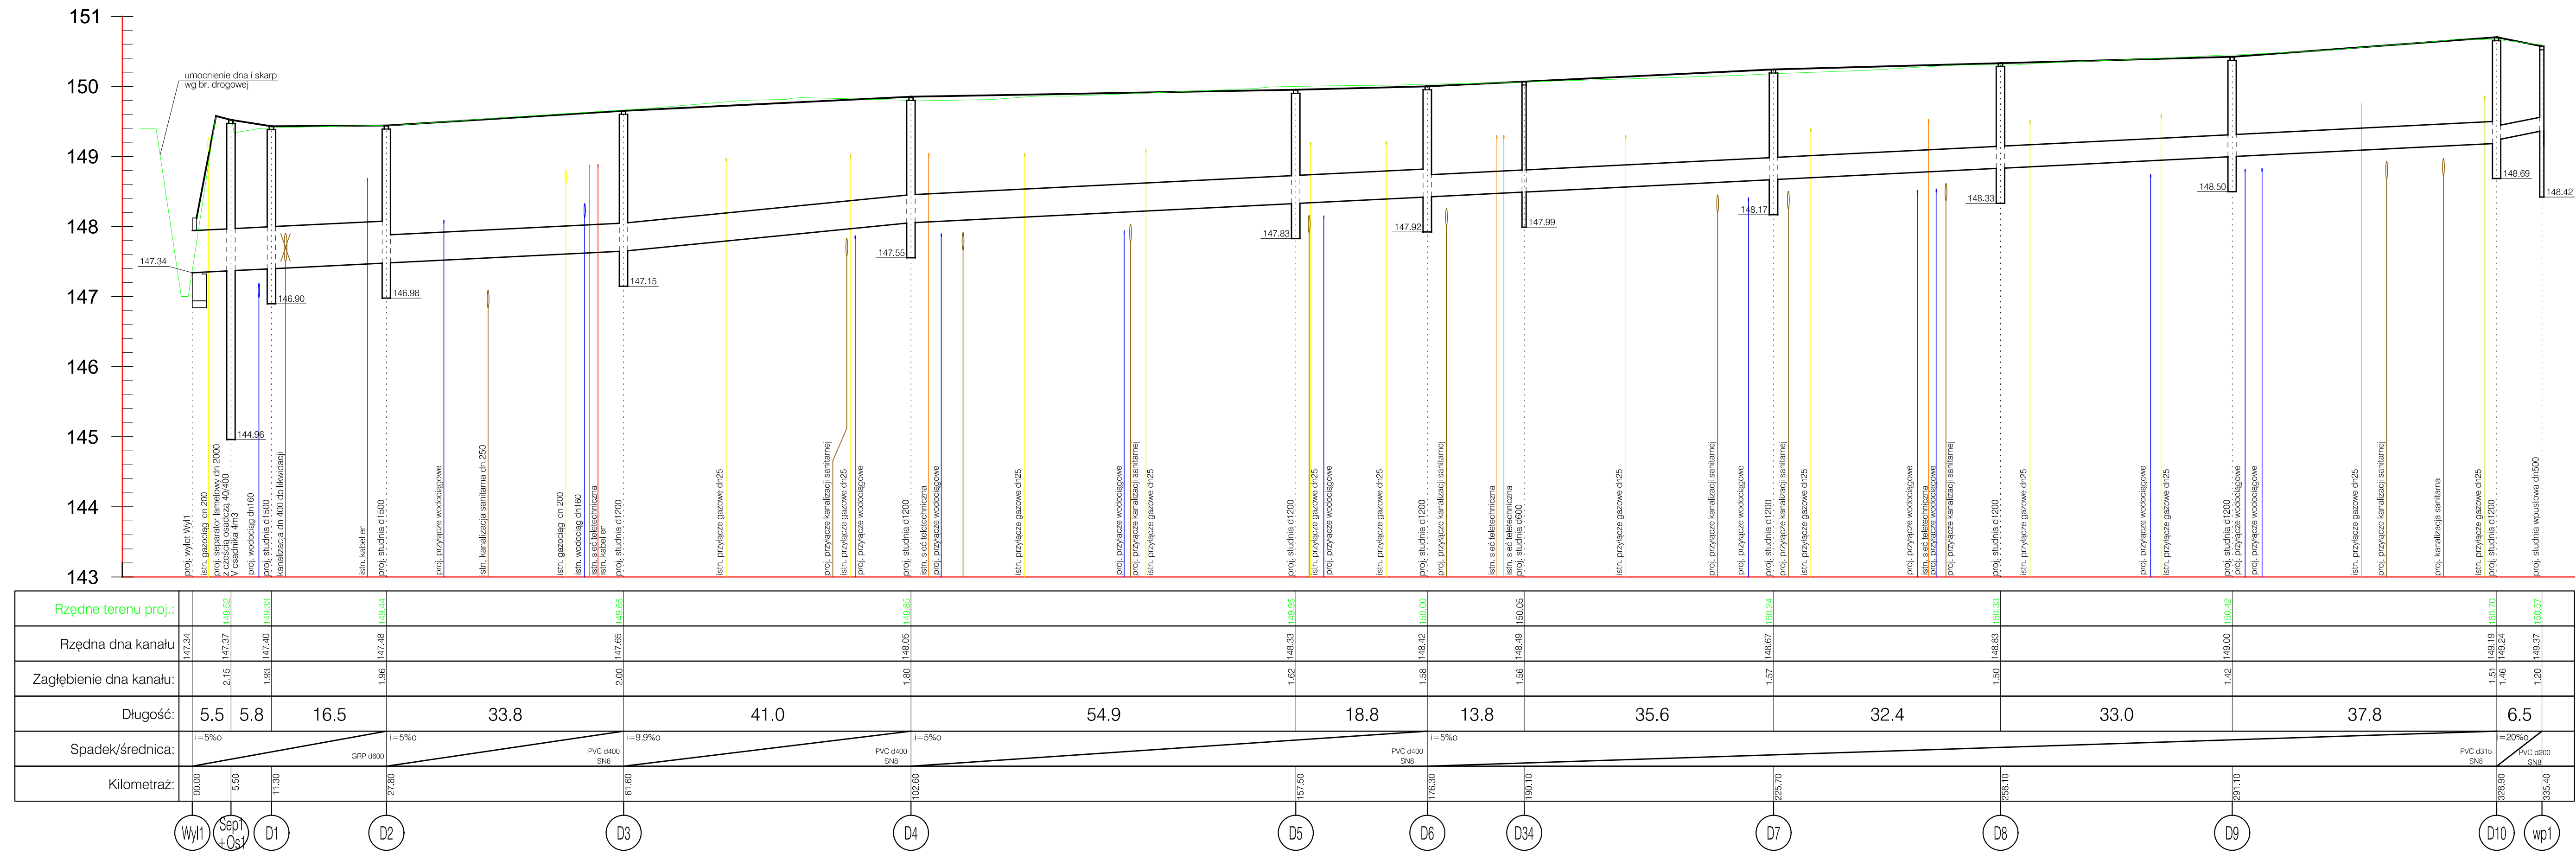 151
150
149
148
147
146
145
144
143
umocnienie dna i skarp
wg br. drogowej
147.34
144.96
146.90
146.98
147.15
147.55
147.83
147.92
147.99
148.17
148.33
148.50
148.69
148.42
proj. wylot Wyl1
istn. gazociąg dn 200
proj. separator lamelowy dn 2000
z częścią osadczą 40/400
V osadnika 4m3
proj. wodociąg dn160
proj. studnia d1500
kanalizacja dn 400 do likwidacji
istn. kabel en
proj. studnia d1500
proj. przyłącze wodociągowe
istn. kanalizacja sanitarna dn 250
istn. gazociąg dn 200
istn. wodociąg dn160
istn. sieć teletechniczna
istn. kabel en
proj. studnia d1200
istn. przyłącze gazowe dn25
proj. przyłącze kanalizacji sanitarnej
istn. przyłącze gazowe dn25
proj. przyłącze wodociągowe
proj. studnia d1200
istn. sieć teletechniczna
proj. przyłącze wodociągowe
istn. przyłącze gazowe dn25
proj. przyłącze wodociągowe
proj. przyłącze kanalizacji sanitarnej
istn. przyłącze gazowe dn25
proj. studnia d1200
istn. przyłącze gazowe dn25
proj. przyłącze wodociągowe
istn. przyłącze gazowe dn25
proj. studnia d1200
proj. przyłącze kanalizacji sanitarnej
istn. sieć teletechniczna
istn. sieć teletechniczna
proj. studnia d600
istn. przyłącze gazowe dn25
proj. przyłącze kanalizacji sanitarnej
proj. przyłącze wodociągowe
proj. studnia d1200
proj. przyłącze kanalizacji sanitarnej
istn. przyłącze gazowe dn25
proj. przyłącze wodociągowe
istn. sieć teletechniczna
proj. przyłącze wodociągowe
proj. przyłącze kanalizacji sanitarnej
proj. studnia d1200
istn. przyłącze gazowe dn25
proj. przyłącze wodociągowe
istn. przyłącze gazowe dn25
proj. studnia d1200
proj. przyłącze wodociągowe
proj. przyłącze wodociągowe
istn. przyłącze gazowe dn25
proj. przyłącze kanalizacji sanitarnej
proj. kanalizacja sanitarna
istn. przyłącze gazowe dn25
proj. studnia d1200
proj. studnia wpustowa dn500
Rzędne terenu proj.: 149.52 149.33 149.44 149.65 149.85 149.95 150.00 150.05 150.24 150.33 150.42 150.70 150.57
Rzędna dna kanału 147.34 147.37 147.40 147.48 147.65 148.05 148.33 148.42 148.49 148.67 148.83 149.00 149.19 149.24 149.37
Zagłębienie dna kanału: 2.15 1.93 1.96 2.00 1.80 1.62 1.58 1.56 1.57 1.50 1.42 1.51 1.46 1.20
Długość: 5.5 5.8 16.5 33.8 41.0 54.9 18.8 13.8 35.6 32.4 33.0 37.8 6.5
Spadek/średnica:
i=5%o
GRP d600
i=5%o
PVC d400
SN8
i=9.9%o
PVC d400
SN8
i=5%o
PVC d400
SN8
i=5%o
PVC d315
SN8
i=20%o
PVC d200
SN8
Kilometraż: 00.00 5.50 11.30 27.80 61.60 102.60 157.50 176.30 190.10 225.70 258.10 291.10 328.90 335.40
Wyl1
Sep1
+Os1
D1
D2
D3
D4
D5
D6
D34
D7
D8
D9
D10
wp1